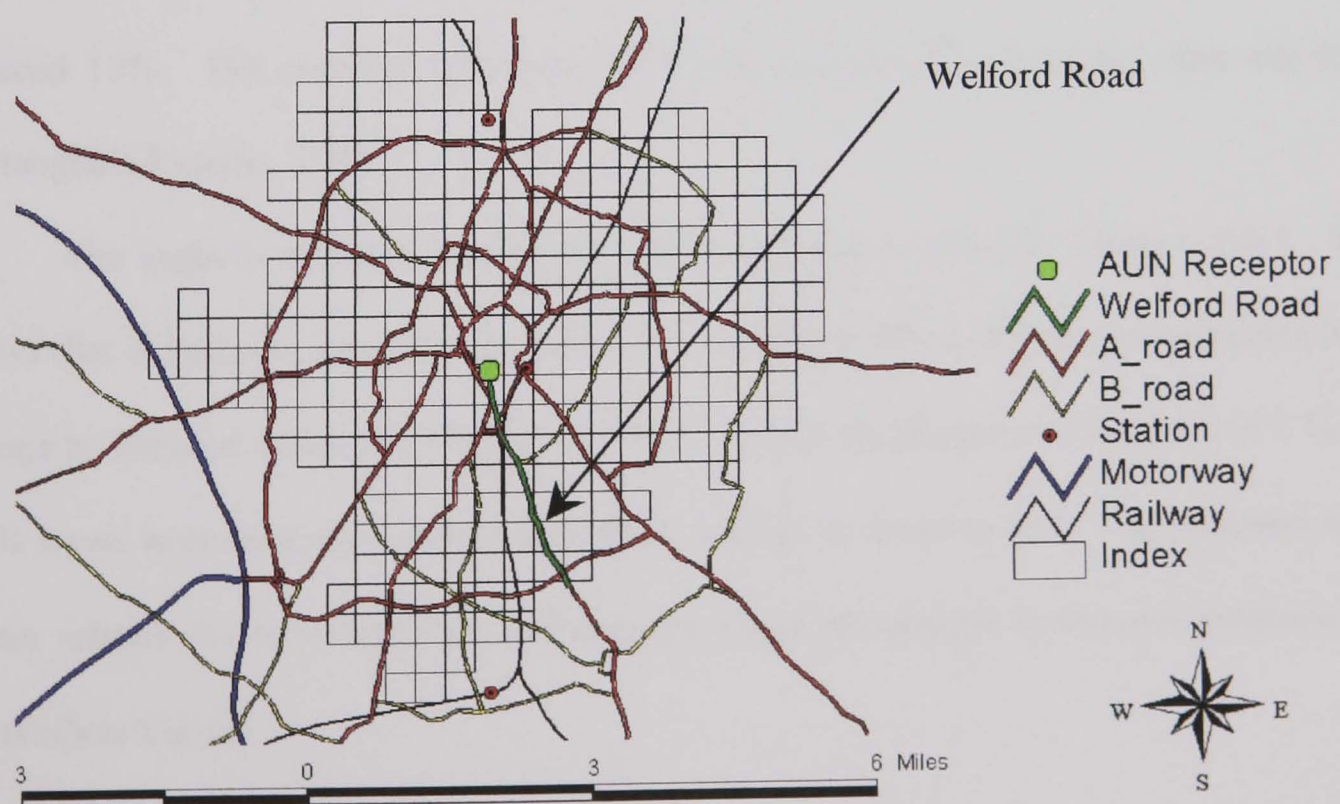 Welford Road
AUN Receptor
Welford Road
A_road
B_road
Station
Motorway
Railway
Index
N
W E
S
3 0 3 6 Miles